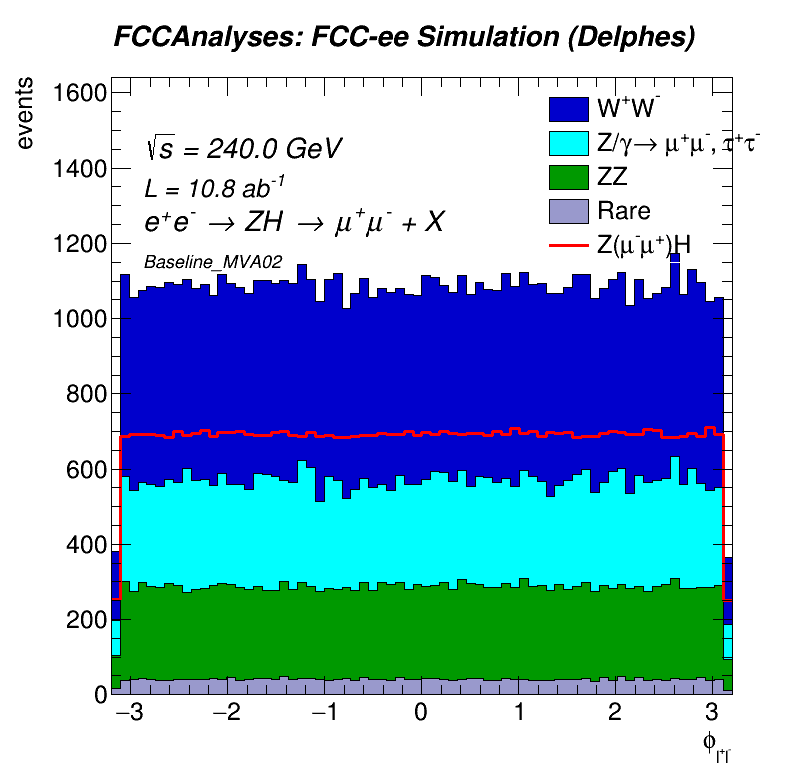 FCCAnalyses: FCC-ee Simulation (Delphes)
events
1600
1400
1200
1000
800
600
400
200
0
√s = 240.0 GeV
L = 10.8 ab⁻¹
e⁺e⁻ → ZH → μ⁺μ⁻ + X
Baseline_MVA02
W⁺W⁻
Z/γ→ μ⁺μ⁻, τ⁺τ⁻
ZZ
Rare
Z(μ⁻μ⁺)H
−3 −2 −1 0 1 2 3
ϕ l⁺l⁻